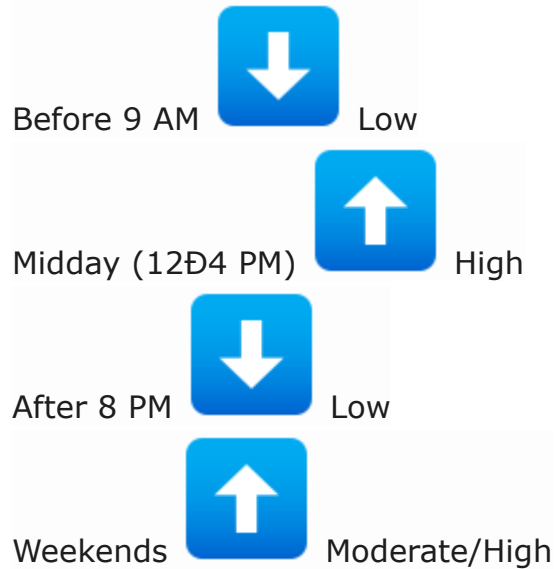 Before 9 AM ⬇️ Low
Midday (12Đ4 PM) ⬆️ High
After 8 PM ⬇️ Low
Weekends ⬆️ Moderate/High